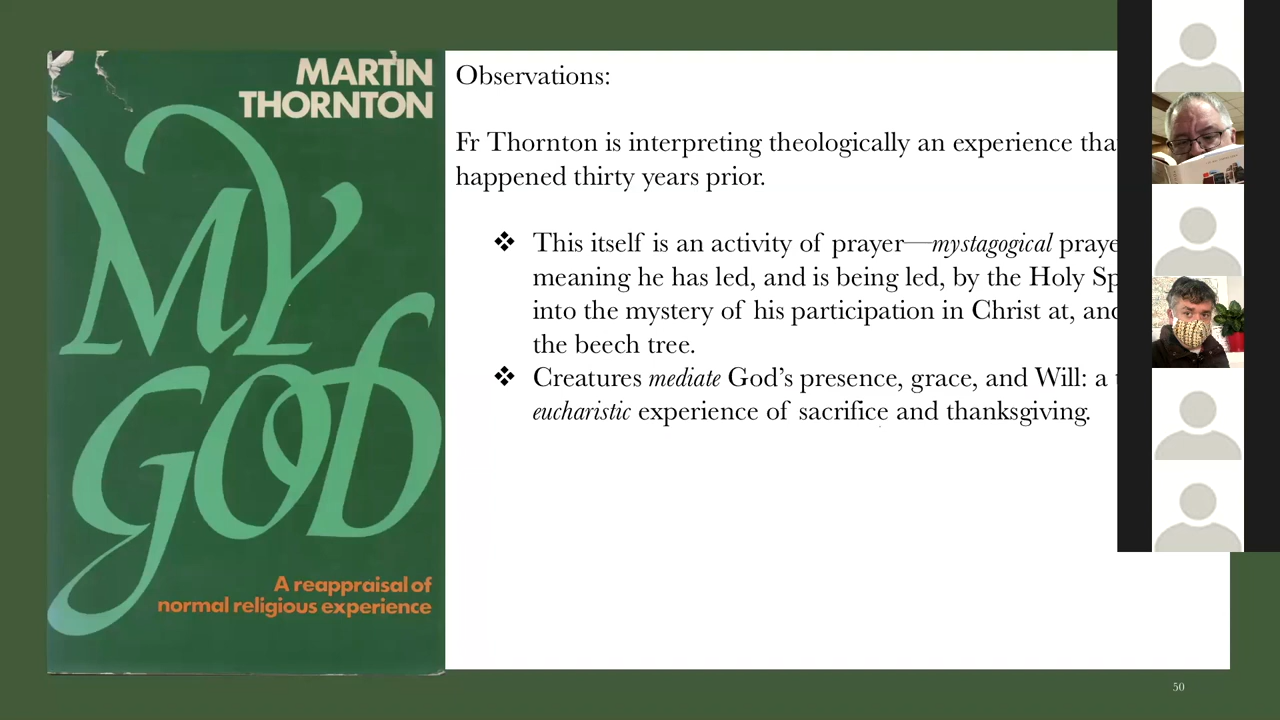 MARTIN
THORNTON
MY
GOD
A reappraisal of
normal religious experience
Observations:
Fr Thornton is interpreting theologically an experience tha
happened thirty years prior.
❖ This itself is an activity of prayer—mystagogical praye
meaning he has led, and is being led, by the Holy Sp
into the mystery of his participation in Christ at, and
the beech tree.
❖ Creatures mediate God’s presence, grace, and Will: a
eucharistic experience of sacrifice and thanksgiving.
50